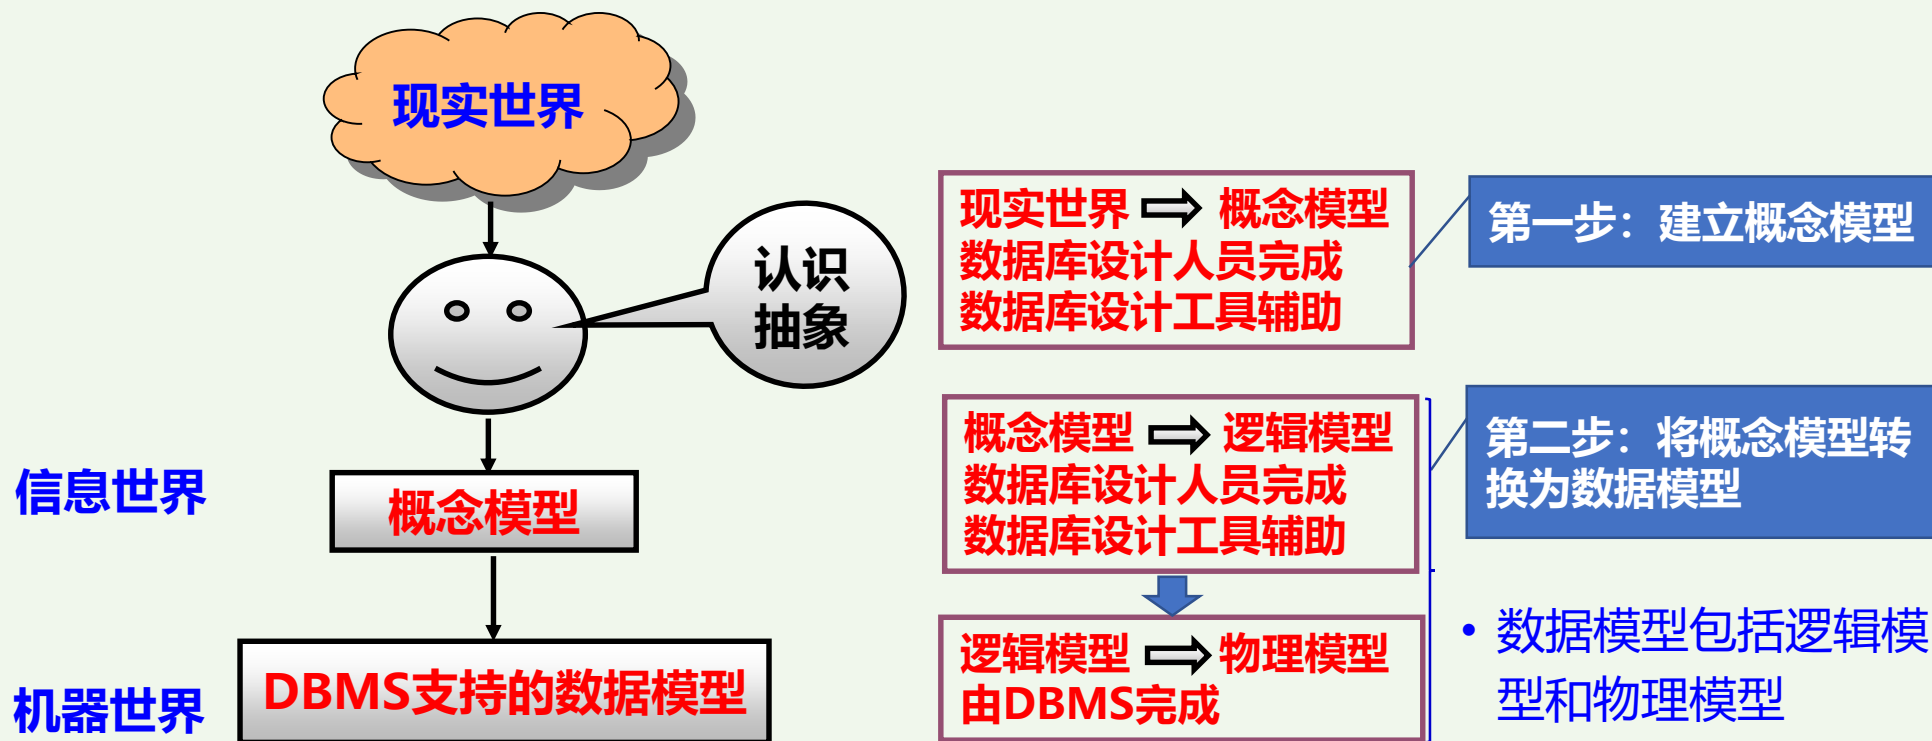 现实世界
认识
抽象
信息世界
概念模型
机器世界
DBMS支持的数据模型
现实世界 概念模型
数据库设计人员完成
数据库设计工具辅助
第一步：建立概念模型
概念模型 逻辑模型
数据库设计人员完成
数据库设计工具辅助
第二步：将概念模型转
换为数据模型
逻辑模型 物理模型
由DBMS完成
• 数据模型包括逻辑模
型和物理模型